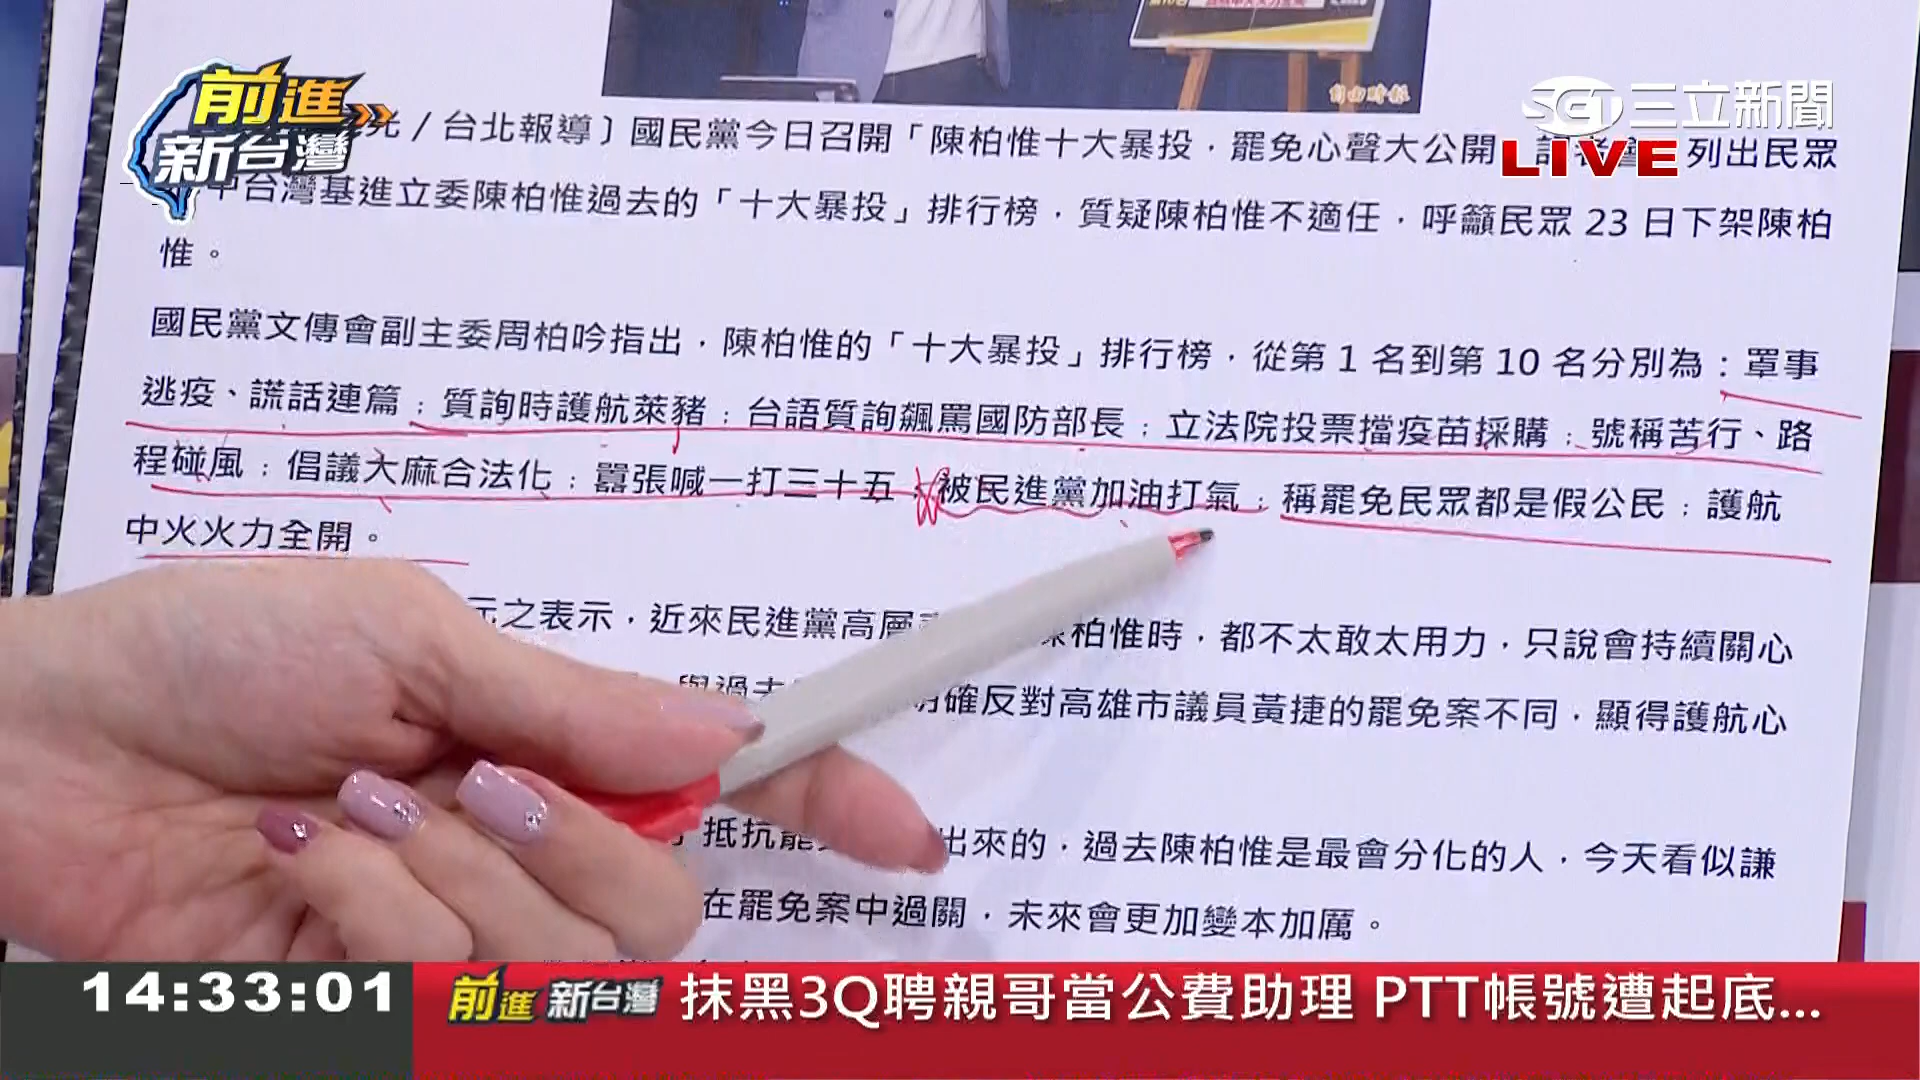 自由時報
前進
新台灣
SET三立新聞
LIVE
／台北報導〕國民黨今日召開「陳柏惟十大暴投，罷免心聲大公開 列出民眾
中台灣基進立委陳柏惟過去的「十大暴投」排行榜，質疑陳柏惟不適任，呼籲民眾 23 日下架陳柏
惟。
國民黨文傳會副主委周柏吟指出，陳柏惟的「十大暴投」排行榜，從第 1 名到第 10 名分別為：罩事
逃疫、謊話連篇；質詢時護航萊豬；台語質詢飆罵國防部長；立法院投票擋疫苗採購；號稱苦行、路
程碰風；倡議大麻合法化；囂張喊一打三十五；被民進黨加油打氣；稱罷免民眾都是假公民；護航
中火火力全開。
元之表示，近來民進黨高層 陳柏惟時，都不太敢太用力，只說會持續關心
與過去 明確反對高雄市議員黃捷的罷免案不同，顯得護航心
抵抗罷 出來的，過去陳柏惟是最會分化的人，今天看似謙
在罷免案中過關，未來會更加變本加厲。
14:33:01
前進新台灣 抹黑3Q聘親哥當公費助理 PTT帳號遭起底...